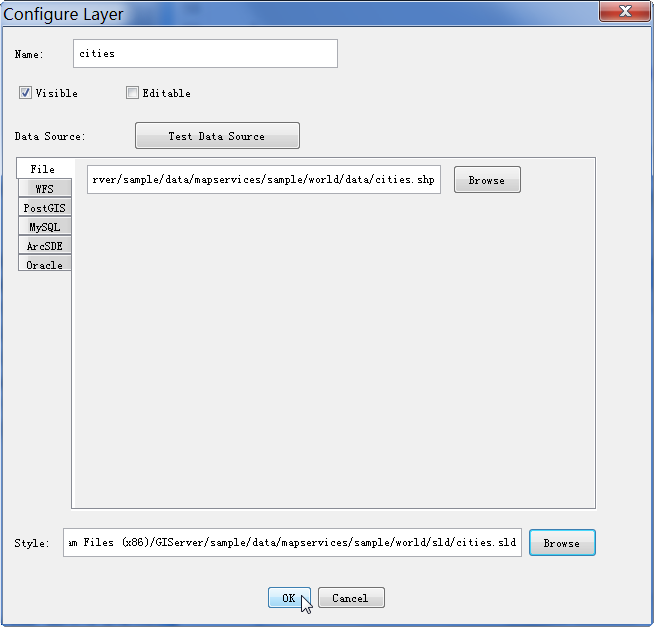 Configure Layer
Name: cities
Visible Editable
Data Source: Test Data Source
File
rver/sample/data/mapservices/sample/world/data/cities.shp Browse
WFS
PostGIS
MySQL
ArcSDE
Oracle
Style: am Files (x86)/GIServer/sample/data/mapservices/sample/world/sld/cities.sld Browse
OK Cancel